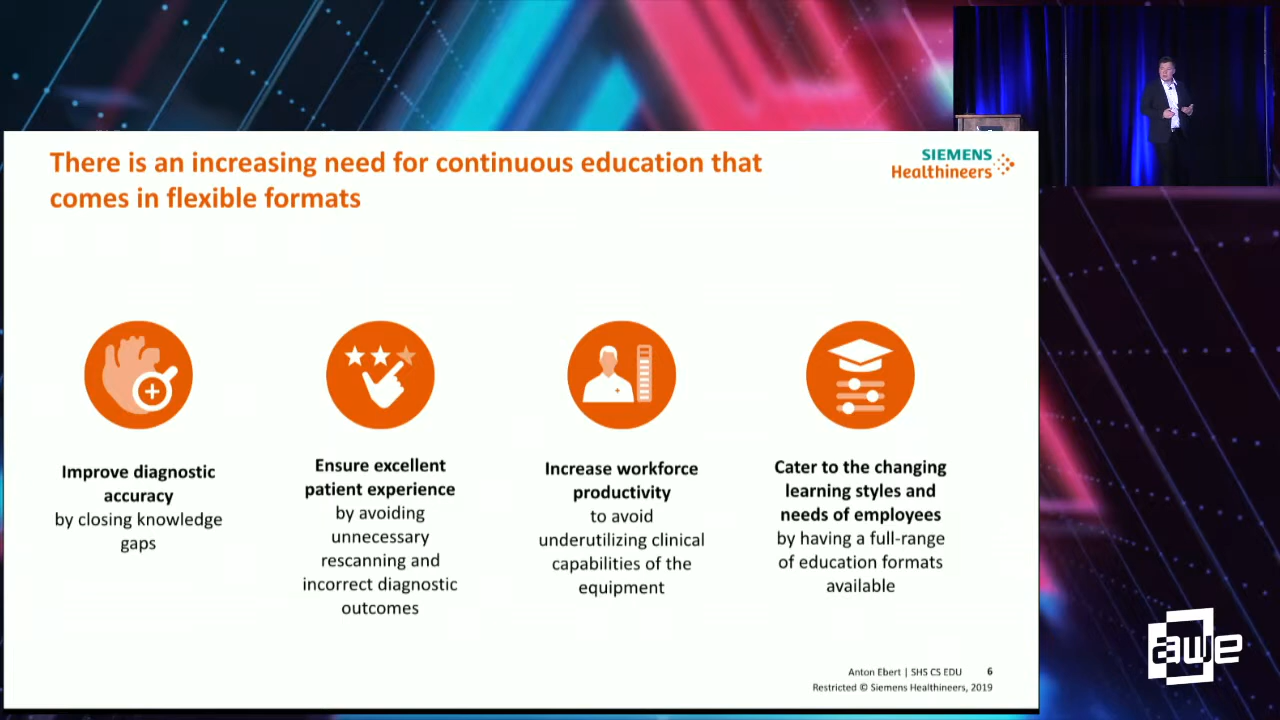 There is an increasing need for continuous education that
comes in flexible formats
SIEMENS
Healthineers
Improve diagnostic
accuracy
by closing knowledge
gaps
Ensure excellent
patient experience
by avoiding
unnecessary
rescanning and
incorrect diagnostic
outcomes
Increase workforce
productivity
to avoid
underutilizing clinical
capabilities of the
equipment
Cater to the changing
learning styles and
needs of employees
by having a full-range
of education formats
available
Anton Ebert | SHS CS EDU 6
Restricted © Siemens Healthineers, 2019
awe